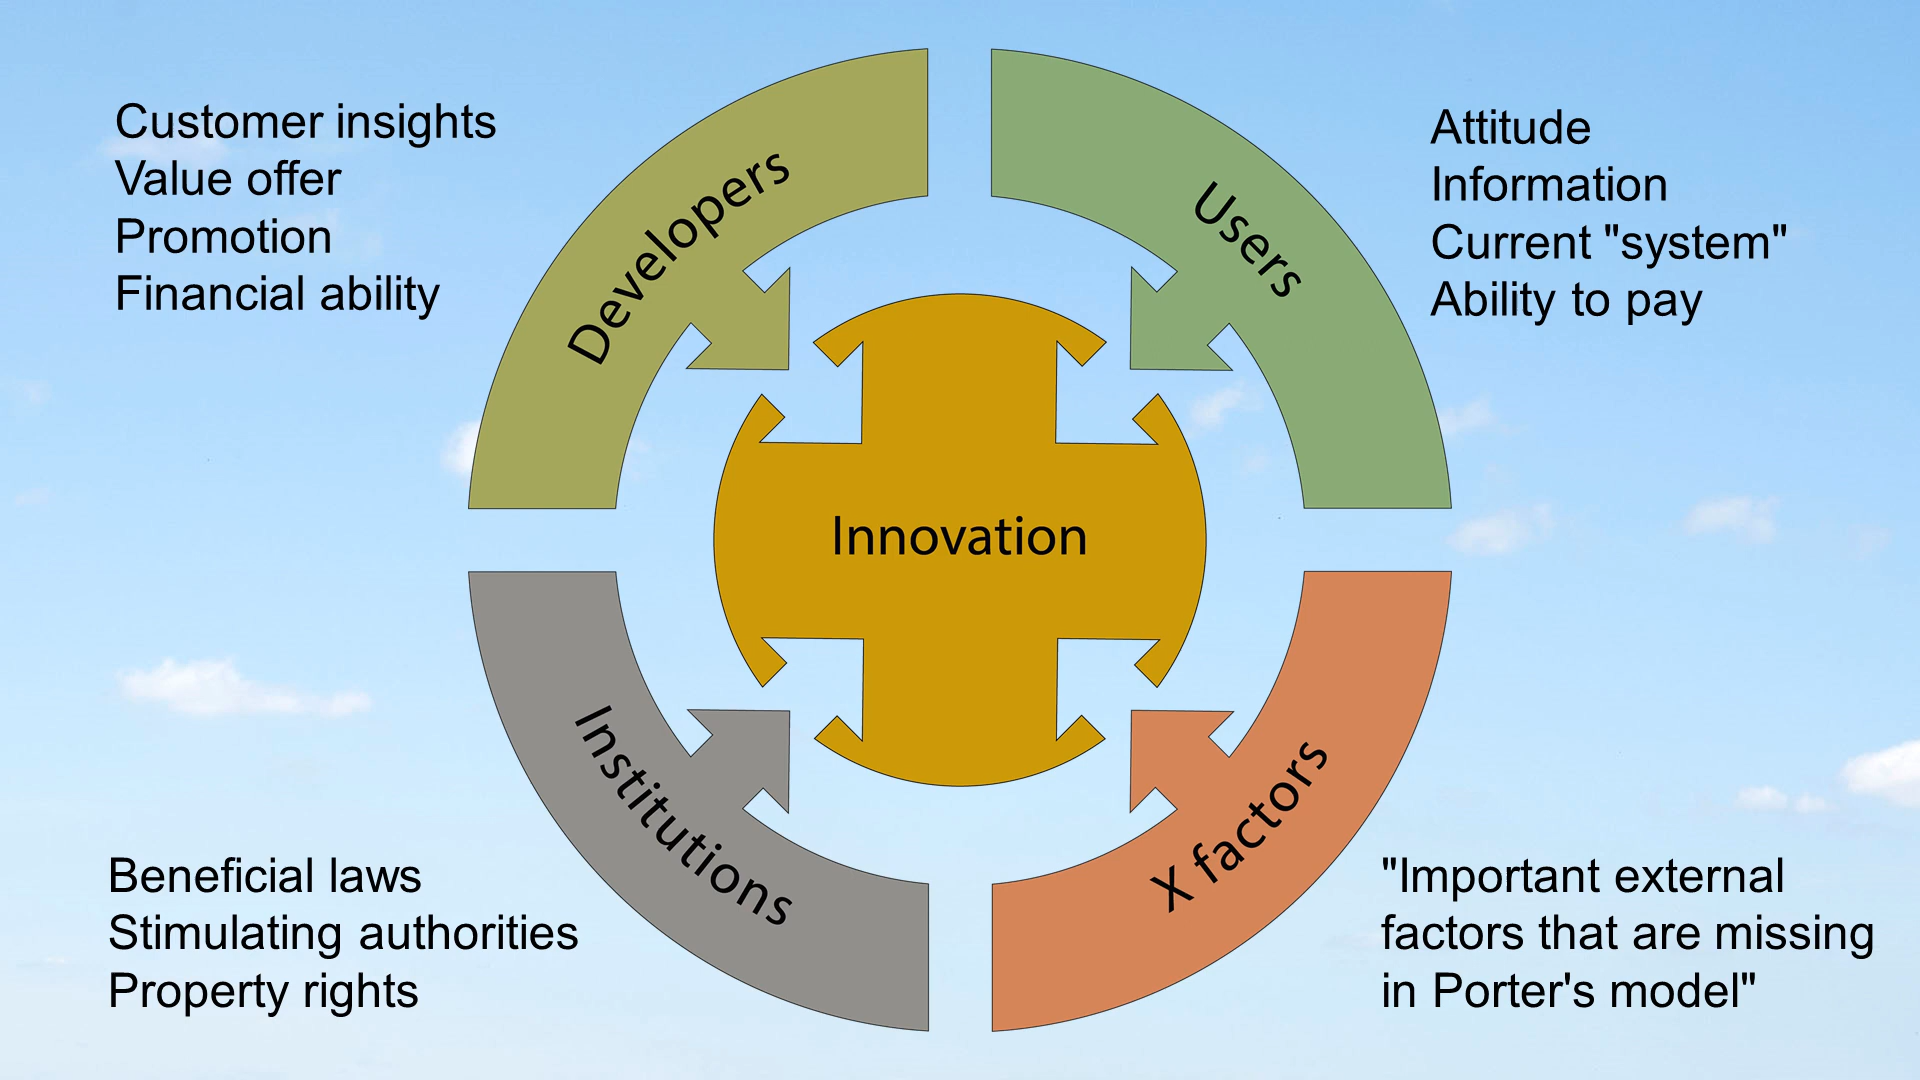 Customer insights
Value offer
Promotion
Financial ability
Developers
Users
Attitude
Information
Current "system"
Ability to pay
Innovation
Institutions
X factors
Beneficial laws
Stimulating authorities
Property rights
"Important external
factors that are missing
in Porter's model"